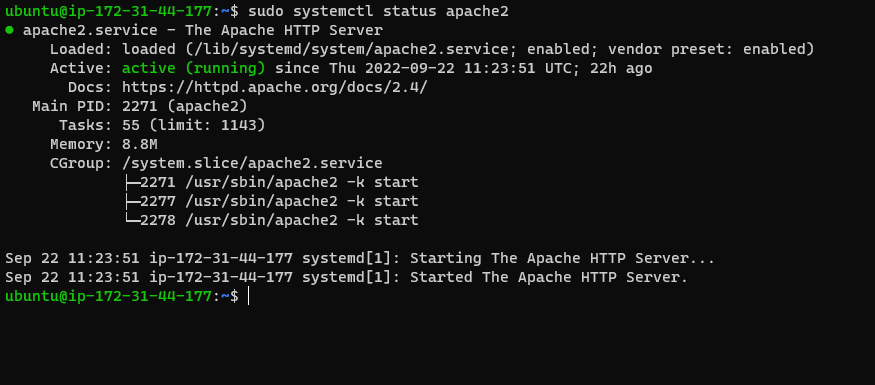 ubuntu@ip-172-31-44-177:~$ sudo systemctl status apache2
● apache2.service - The Apache HTTP Server
     Loaded: loaded (/lib/systemd/system/apache2.service; enabled; vendor preset: enabled)
     Active: active (running) since Thu 2022-09-22 11:23:51 UTC; 22h ago
       Docs: https://httpd.apache.org/docs/2.4/
   Main PID: 2271 (apache2)
      Tasks: 55 (limit: 1143)
     Memory: 8.8M
     CGroup: /system.slice/apache2.service
             ├─2271 /usr/sbin/apache2 -k start
             ├─2277 /usr/sbin/apache2 -k start
             └─2278 /usr/sbin/apache2 -k start

Sep 22 11:23:51 ip-172-31-44-177 systemd[1]: Starting The Apache HTTP Server...
Sep 22 11:23:51 ip-172-31-44-177 systemd[1]: Started The Apache HTTP Server.
ubuntu@ip-172-31-44-177:~$